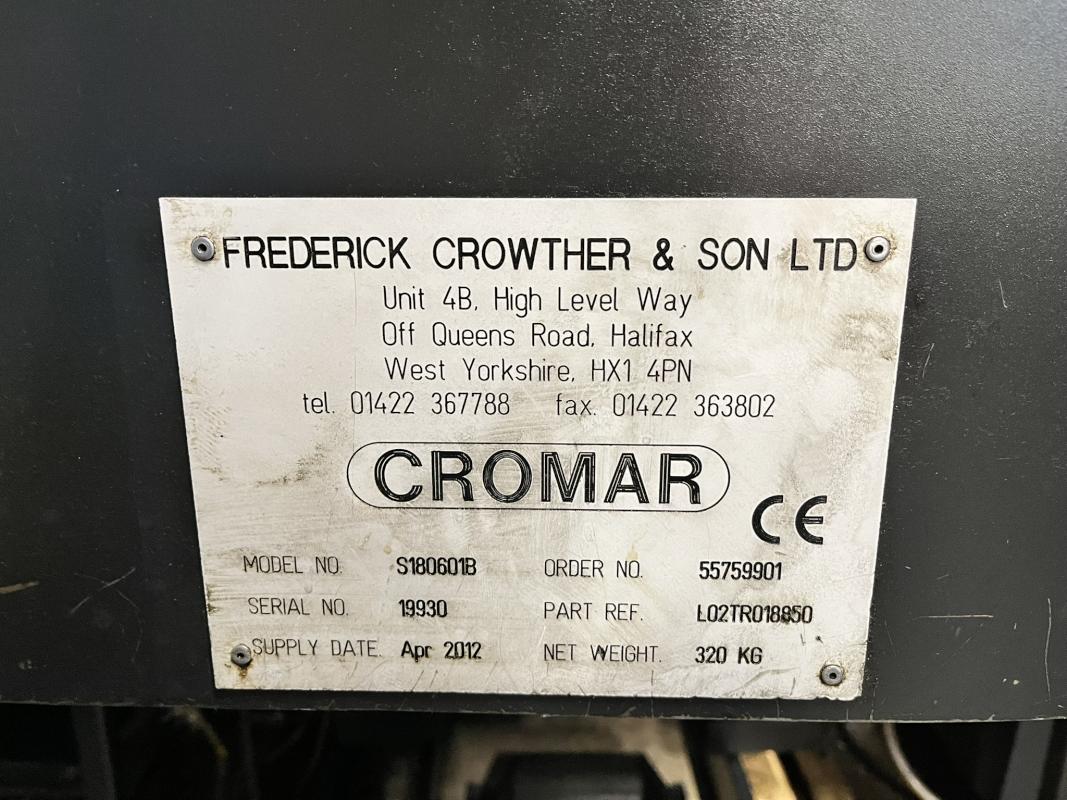 FREDERICK CROWTHER & SON LTD
Unit 4B, High Level Way
Off Queens Road, Halifax
West Yorkshire, HX1 4PN
tel. 01422 367788 fax. 01422 363802
CROMAR
CE
MODEL NO. S180601B ORDER NO. 55759901
SERIAL NO. 19930 PART REF. L02TR018850
SUPPLY DATE. Apr 2012 NET WEIGHT. 320 KG